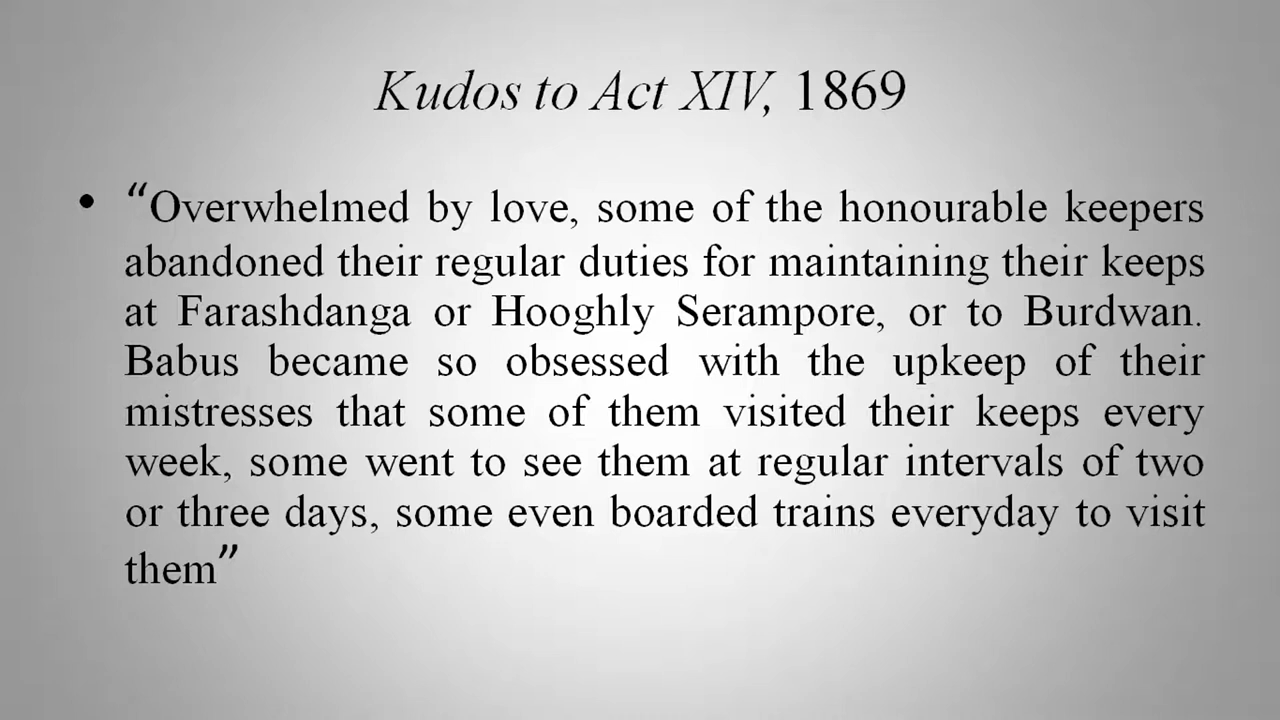 Kudos to Act XIV, 1869
• “Overwhelmed by love, some of the honourable keepers
abandoned their regular duties for maintaining their keeps
at Farashdanga or Hooghly Serampore, or to Burdwan.
Babus became so obsessed with the upkeep of their
mistresses that some of them visited their keeps every
week, some went to see them at regular intervals of two
or three days, some even boarded trains everyday to visit
them”